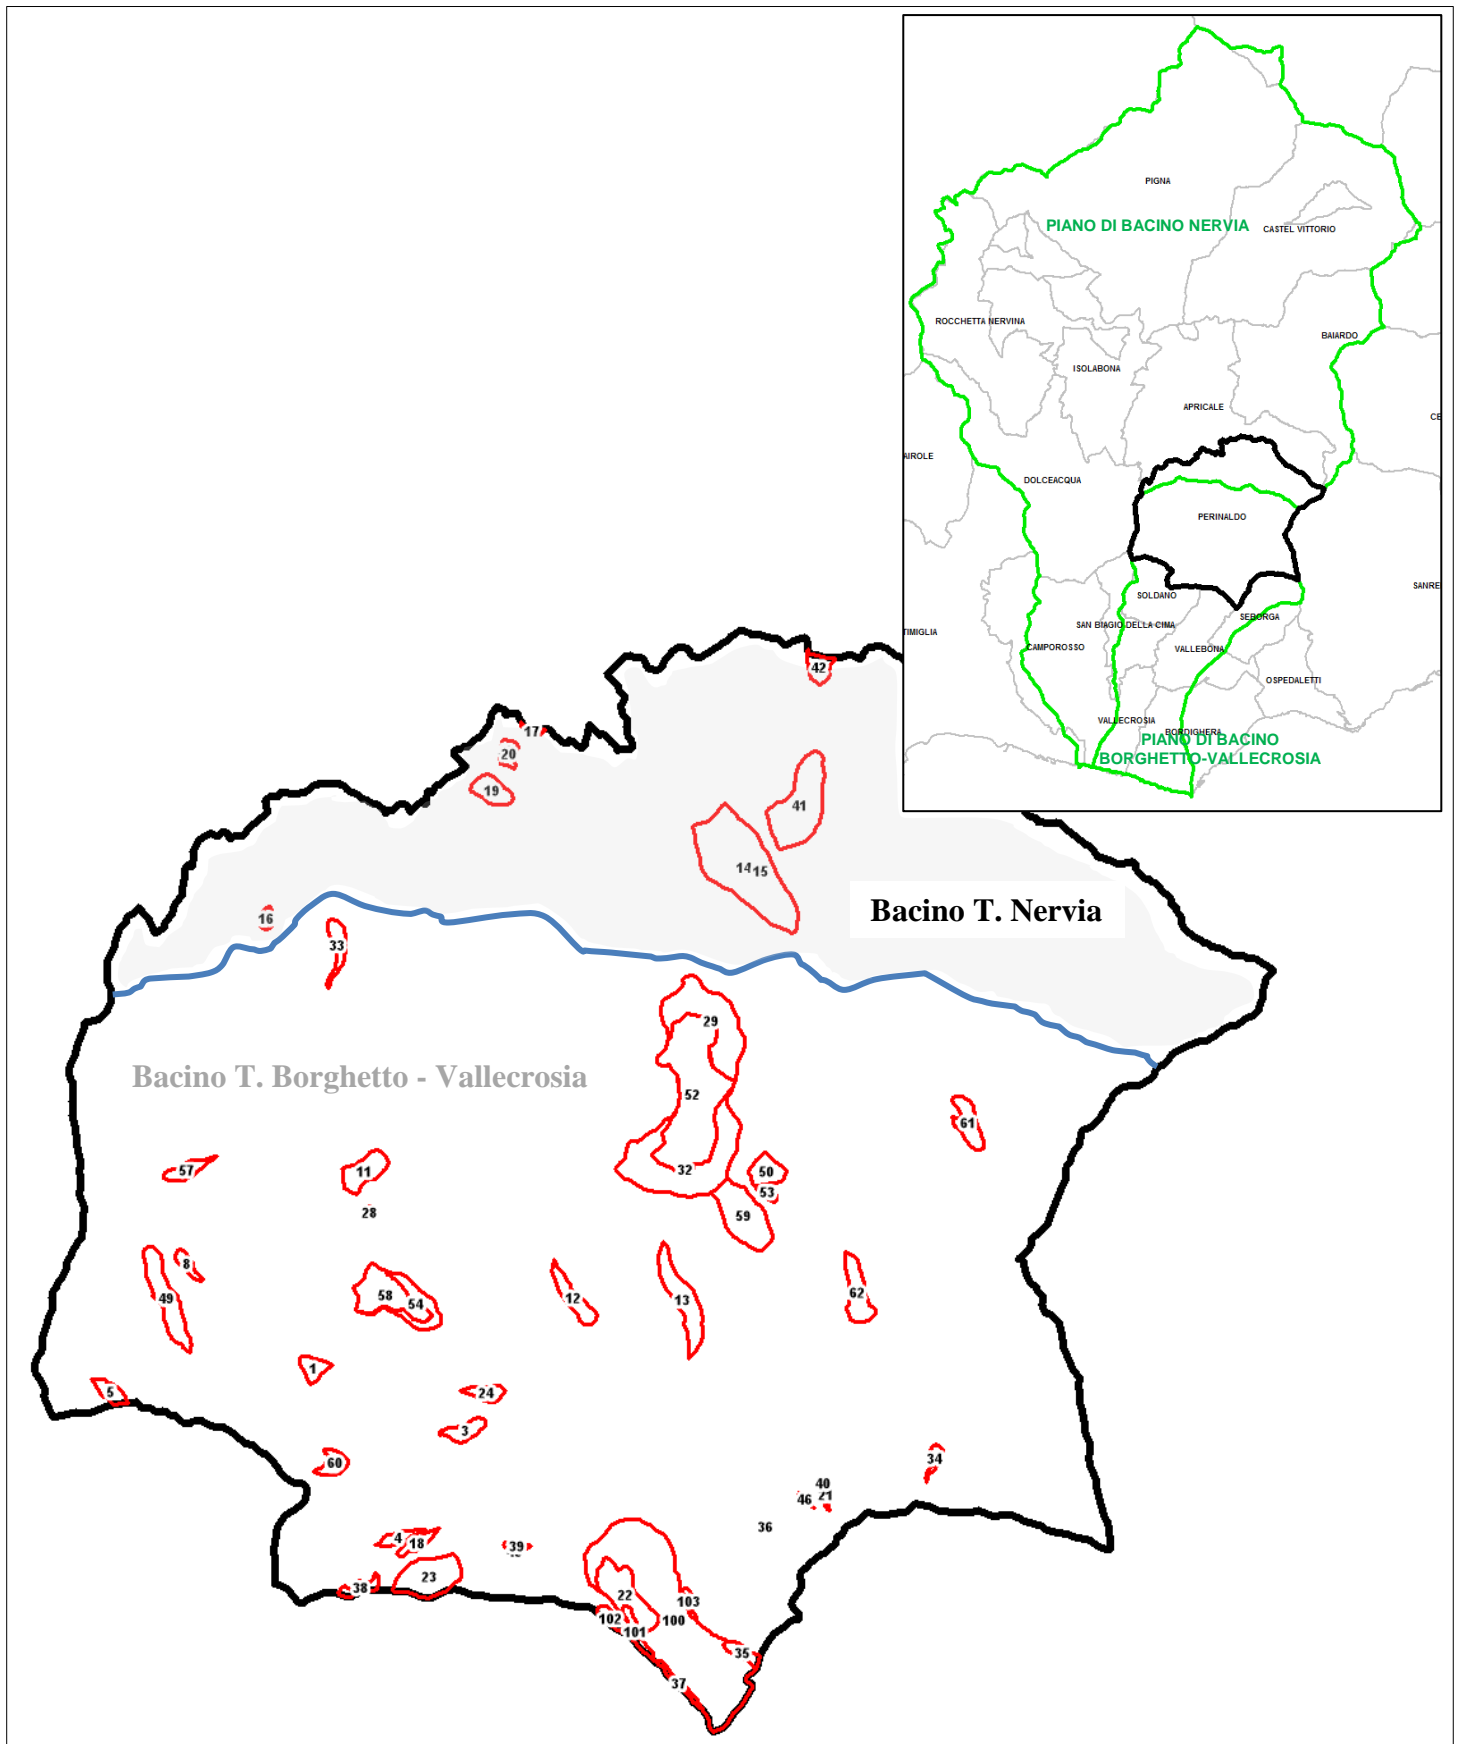 PIGNA
PIANO DI BACINO NERVIA
CASTEL VITTORIO
ROCCHETTA NERVINA
BAIARDO
ISOLABONA
APRICALE
CE
AIROLE
DOLCEACQUA
PERINALDO
SANRE
SOLDANO
SEBORGA
SAN BIAGIO DELLA CIMA
TIMIGLIA
CAMPOROSSO
VALLEBONA
OSPEDALETTI
VALLECROSIA
BORDIGHERA
PIANO DI BACINO
BORGHETTO-VALLECROSIA
42
17
20
19
41
14 15
Bacino T. Nervia
16
33
29
Bacino T. Borghetto - Vallecrosia
52
61
57
11
32
50
53
28
59
8
49
58
54
12
13
62
1
5
24
3
60
34
40
46
21
36
4
18
39
23
38
22
103
102
100
101
35
37